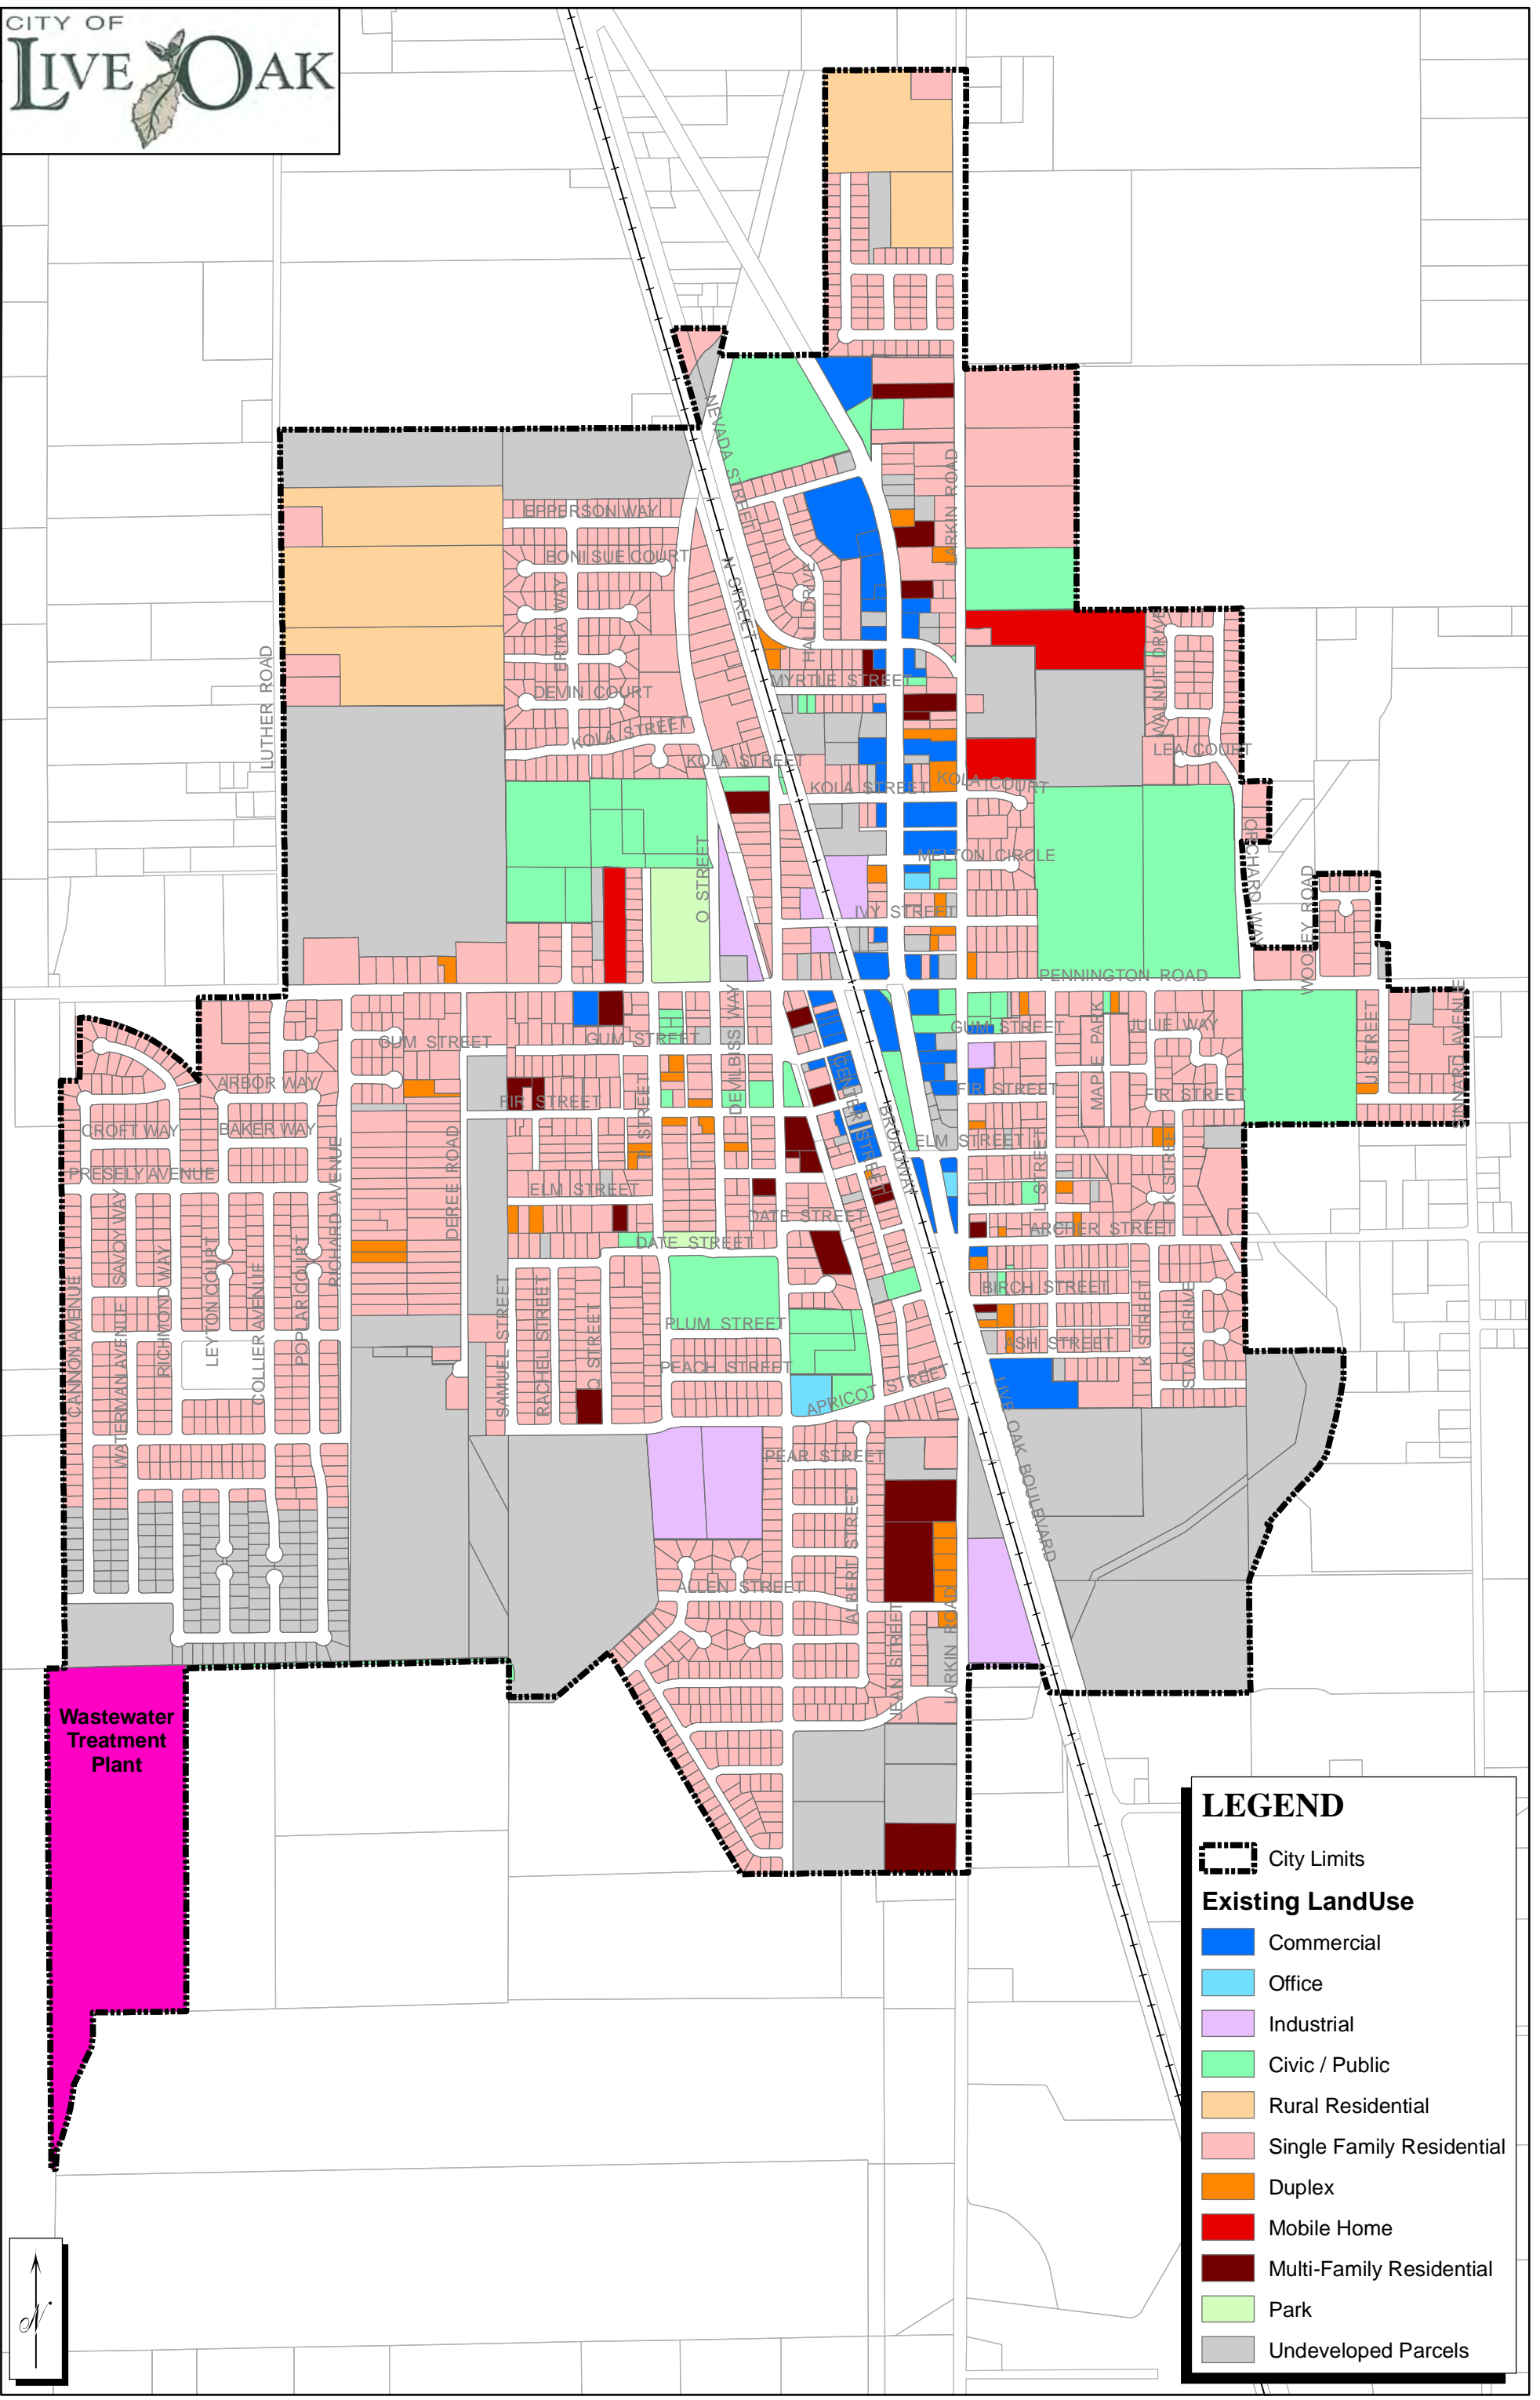 CITY OF
LIVE OAK
NEVADA STREET
LARKIN ROAD
EPPERSON WAY
BONI SUE COURT
N STREET
HALL DRIVE
ERIKA WAY
WALNUT DRIVE
MYRTLE STREET
DEVIN COURT
LUTHER ROAD
KOLA STREET
LEA COURT
KOLA STREET
KOLA STREET
KOLA COURT
MELTON CIRCLE
O STREET
ORCHARD WAY
WOOLEY ROAD
IVY STREET
PENNINGTON ROAD
GUM STREET
GUM STREET
DEMLBISS WAY
GUM STREET
MAPLE PARK
JULIE WAY
J STREET
SINNARD AVENUE
ARBOR WAY
FIR STREET
CENTER STREET
FIR STREET
FIR STREET
CROFT WAY
BAKER WAY
P STREET
BROADWAY
ELM STREET
PRESELY AVENUE
RICHARD AVENUE
DEREE ROAD
ELM STREET
L STREET
K STREET
SAVOY WAY
DATE STREET
ARCHER STREET
DATE STREET
CANNON AVENUE
WATERMAN AVENUE
RICHMOND WAY
LEYTON COURT
COLLIER AVENUE
POPLAR COURT
SAMUEL STREET
RACHEL STREET
Q STREET
BIRCH STREET
PLUM STREET
K STREET
STACI DRIVE
ASH STREET
PEACH STREET
APRICOT STREET
LIVE OAK BOULEVARD
PEAR STREET
ALBERT STREET
ALLEN STREET
JEAN STREET
LARKIN ROAD
Wastewater
Treatment
Plant
LEGEND
City Limits
Existing LandUse
Commercial
Office
Industrial
Civic / Public
Rural Residential
Single Family Residential
Duplex
Mobile Home
Multi-Family Residential
Park
Undeveloped Parcels
N